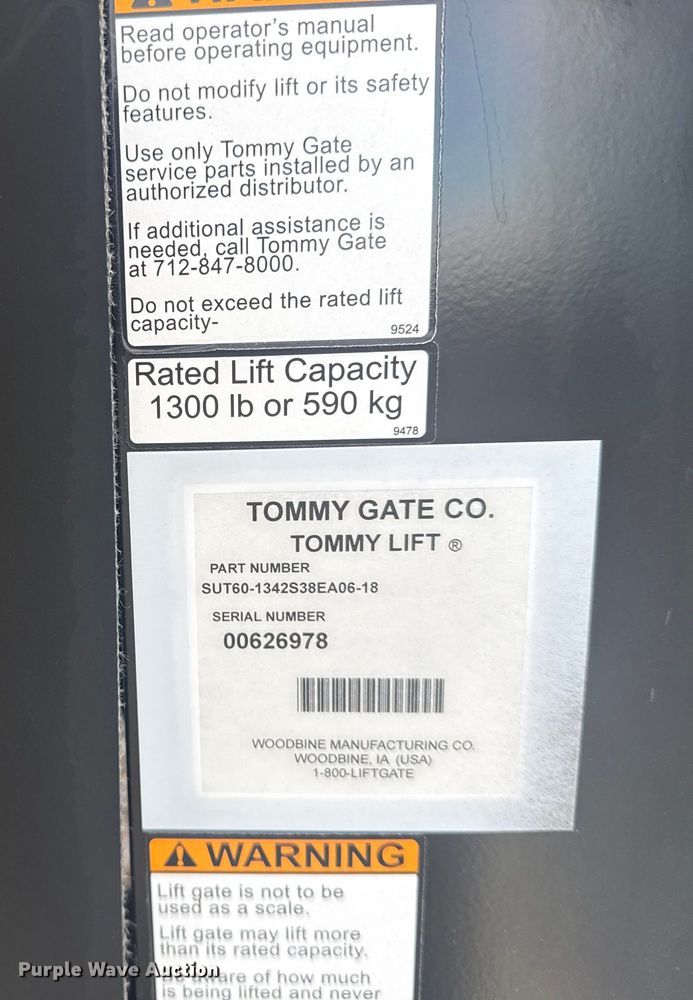 Read operator's manual
before operating equipment.
Do not modify lift or its safety
features.
Use only Tommy Gate
service parts installed by an
authorized distributor.
If additional assistance is
needed, call Tommy Gate
at 712-847-8000.
Do not exceed the rated lift
capacity-
9524
Rated Lift Capacity
1300 lb or 590 kg
9478
TOMMY GATE CO.
TOMMY LIFT ®
PART NUMBER
SUT60-1342S38EA06-18
SERIAL NUMBER
00626978
WOODBINE MANUFACTURING CO.
WOODBINE, IA (USA)
1-800-LIFTGATE
WARNING
Lift gate is not to be
used as a scale.
Lift gate may lift more
than its rated capacity.
aware of how much
is being lifted and never
Purple Wave Auction